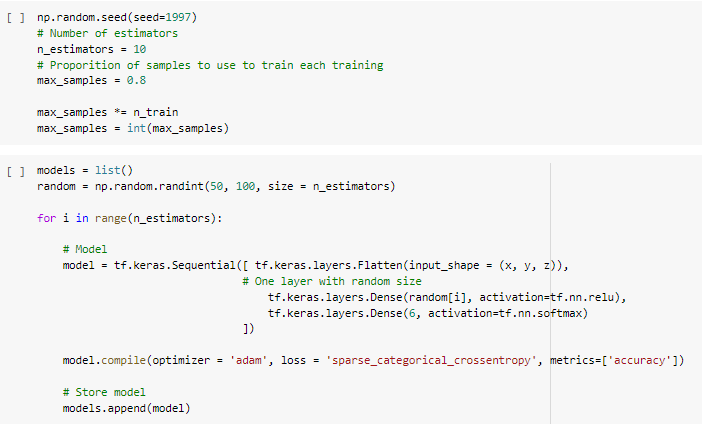 [ ] np.random.seed(seed=1997)
# Number of estimators
n_estimators = 10
# Proporition of samples to use to train each training
max_samples = 0.8
max_samples *= n_train
max_samples = int(max_samples)
[ ] models = list()
random = np.random.randint(50, 100, size = n_estimators)
for i in range(n_estimators):
# Model
model = tf.keras.Sequential([ tf.keras.layers.Flatten(input_shape = (x, y, z)),
# One layer with random size
tf.keras.layers.Dense(random[i], activation=tf.nn.relu),
tf.keras.layers.Dense(6, activation=tf.nn.softmax)
])
model.compile(optimizer = 'adam', loss = 'sparse_categorical_crossentropy', metrics=['accuracy'])
# Store model
models.append(model)